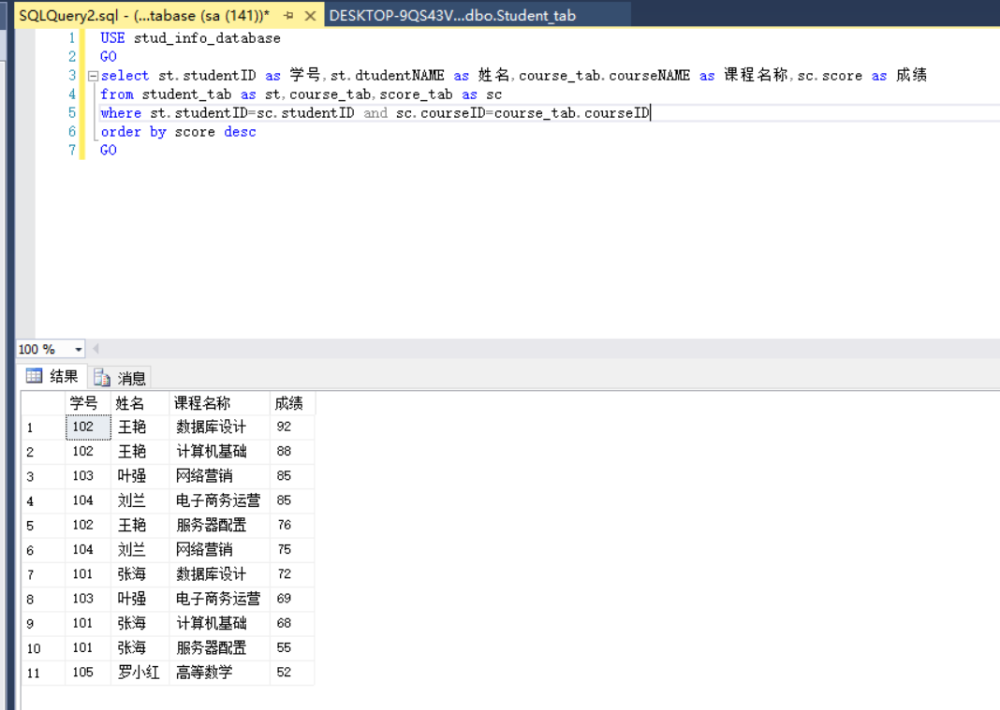 SQLQuery2.sql - (...tabase (sa (141))* DESKTOP-9QS43V...dbo.Student_tab
1 USE stud_info_database
2 GO
3 select st.studentID as 学号,st.dtudentNAME as 姓名,course_tab.courseNAME as 课程名称,sc.score as 成绩
4 from student_tab as st,course_tab,score_tab as sc
5 where st.studentID=sc.studentID and sc.courseID=course_tab.courseID
6 order by score desc
7 GO
100 %
结果 消息
学号 姓名 课程名称 成绩
1 102 王艳 数据库设计 92
2 102 王艳 计算机基础 88
3 103 叶强 网络营销 85
4 104 刘兰 电子商务运营 85
5 102 王艳 服务器配置 76
6 104 刘兰 网络营销 75
7 101 张海 数据库设计 72
8 103 叶强 电子商务运营 69
9 101 张海 计算机基础 68
10 101 张海 服务器配置 55
11 105 罗小红 高等数学 52